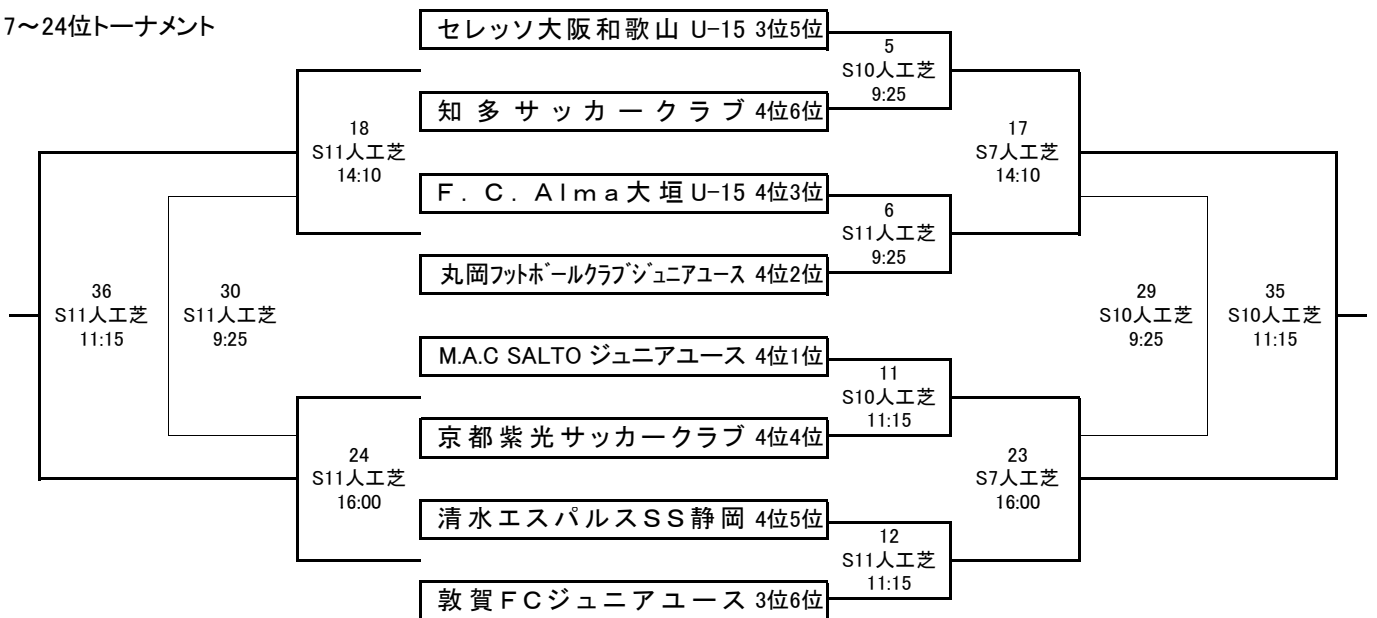 7～24位トーナメント
セレッソ大阪和歌山 U-15 3位5位
5
S10人工芝
9:25
知多サッカークラブ 4位6位
18
S11人工芝
14:10
17
S7人工芝
14:10
F．C．Alma大垣U-15 4位3位
6
S11人工芝
9:25
丸岡フットボールクラブジュニアユース 4位2位
36
S11人工芝
11:15
30
S11人工芝
9:25
29
S10人工芝
9:25
35
S10人工芝
11:15
M.A.C SALTO ジュニアユース 4位1位
11
S10人工芝
11:15
京都紫光サッカークラブ 4位4位
24
S11人工芝
16:00
23
S7人工芝
16:00
清水エスパルスSS静岡 4位5位
12
S11人工芝
11:15
敦賀FCジュニアユース 3位6位